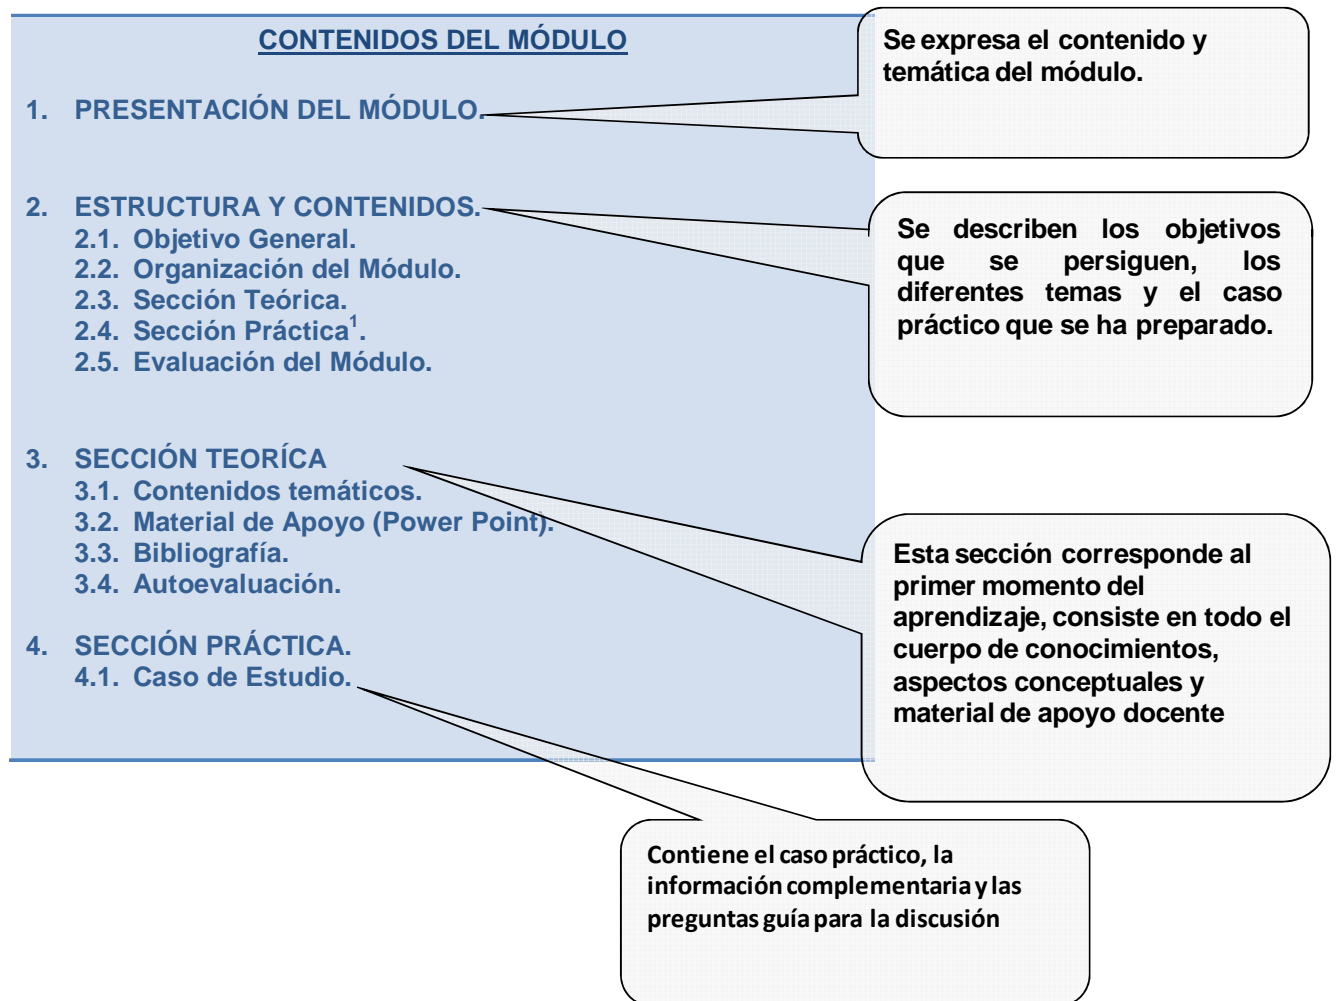 CONTENIDOS DEL MÓDULO
1. PRESENTACIÓN DEL MÓDULO.
Se expresa el contenido y
temática del módulo.
2. ESTRUCTURA Y CONTENIDOS.
2.1. Objetivo General.
2.2. Organización del Módulo.
2.3. Sección Teórica.
2.4. Sección Práctica¹.
2.5. Evaluación del Módulo.
Se describen los objetivos
que se persiguen, los
diferentes temas y el caso
práctico que se ha preparado.
3. SECCIÓN TEORÍCA
3.1. Contenidos temáticos.
3.2. Material de Apoyo (Power Point).
3.3. Bibliografía.
3.4. Autoevaluación.
Esta sección corresponde al
primer momento del
aprendizaje, consiste en todo el
cuerpo de conocimientos,
aspectos conceptuales y
material de apoyo docente
4. SECCIÓN PRÁCTICA.
4.1. Caso de Estudio.
Contiene el caso práctico, la
información complementaria y las
preguntas guía para la discusión